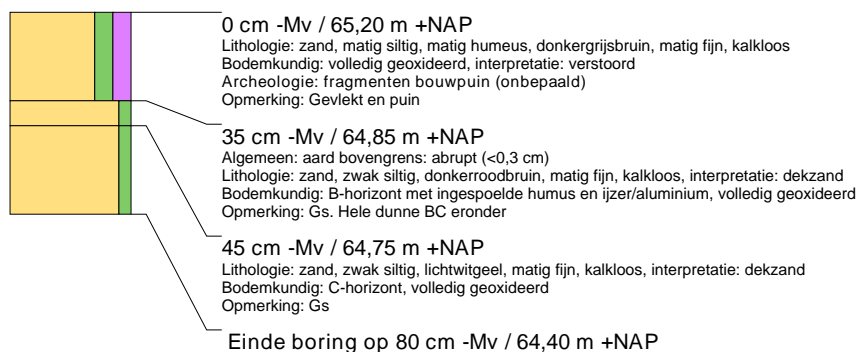 0 cm -Mv / 65,20 m +NAP
Lithologie: zand, matig siltig, matig humeus, donkergrijsbruin, matig fijn, kalkloos
Bodemkundig: volledig geoxideerd, interpretatie: verstoord
Archeologie: fragmenten bouwpuin (onbepaald)
Opmerking: Gevlekt en puin
35 cm -Mv / 64,85 m +NAP
Algemeen: aard bovengrens: abrupt (<0,3 cm)
Lithologie: zand, zwak siltig, donkerroodbruin, matig fijn, kalkloos, interpretatie: dekzand
Bodemkundig: B-horizont met ingespoelde humus en ijzer/aluminium, volledig geoxideerd
Opmerking: Gs. Hele dunne BC eronder
45 cm -Mv / 64,75 m +NAP
Lithologie: zand, zwak siltig, lichtwitgeel, matig fijn, kalkloos, interpretatie: dekzand
Bodemkundig: C-horizont, volledig geoxideerd
Opmerking: Gs
Einde boring op 80 cm -Mv / 64,40 m +NAP